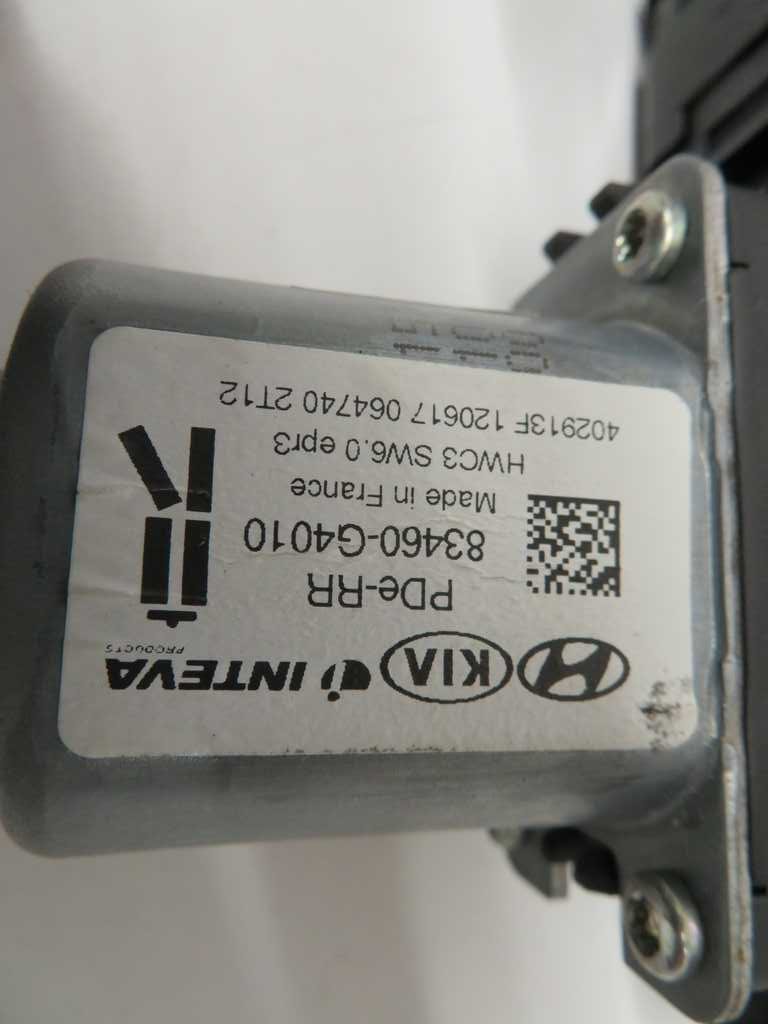 KIA INTEVA
PRODUCTS
PDe-RR
83460-G4010
Made in France
HWC3 SW6.0 epr3
402913F 120617 064740 2T12